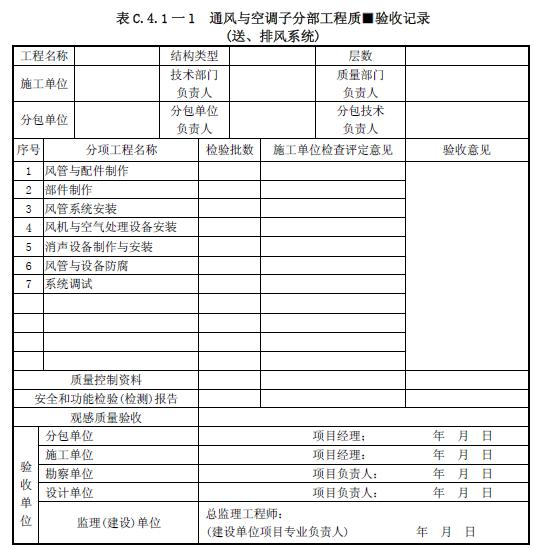 表C.4.1一1 通风与空调子分部工程质■验收记录
(送、排风系统)
工程名称 结构类型 层数
施工单位 技术部门负责人 质量部门负责人
分包单位 分包单位负责人 分包技术负责人
序号 分项工程名称 检验批数 施工单位检查评定意见 验收意见
1 风管与配件制作
2 部件制作
3 风管系统安装
4 风机与空气处理设备安装
5 消声设备制作与安装
6 风管与设备防腐
7 系统调试
质量控制资料
安全和功能检验(检测)报告
观感质量验收
验收单位
分包单位 项目经理: 年 月 日
施工单位 项目经理: 年 月 日
勘察单位 项目负责人: 年 月 日
设计单位 项目负责人: 年 月 日
监理(建设)单位 总监理工程师:
(建设单位项目专业负责人) 年 月 日